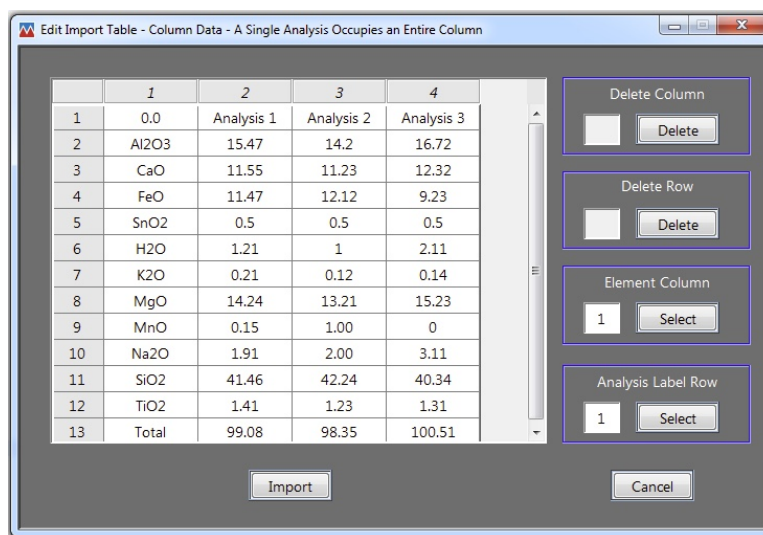 Edit Import Table - Column Data - A Single Analysis Occupies an Entire Column
1 2 3 4
1 0.0 Analysis 1 Analysis 2 Analysis 3
2 Al2O3 15.47 14.2 16.72
3 CaO 11.55 11.23 12.32
4 FeO 11.47 12.12 9.23
5 SnO2 0.5 0.5 0.5
6 H2O 1.21 1 2.11
7 K2O 0.21 0.12 0.14
8 MgO 14.24 13.21 15.23
9 MnO 0.15 1.00 0
10 Na2O 1.91 2.00 3.11
11 SiO2 41.46 42.24 40.34
12 TiO2 1.41 1.23 1.31
13 Total 99.08 98.35 100.51
Delete Column
Delete
Delete Row
Delete
Element Column
1 Select
Analysis Label Row
1 Select
Import
Cancel